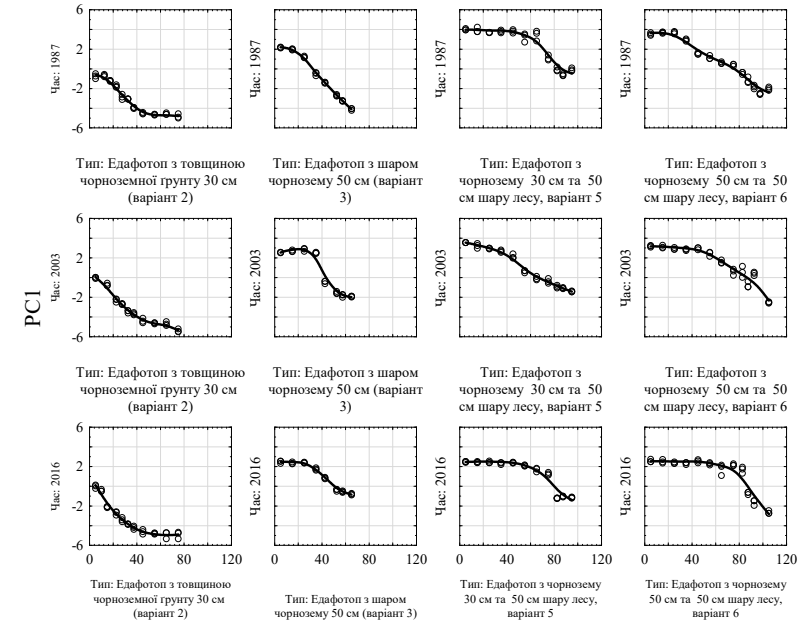 6
2
-2
-6
Час: 1987
Час: 1987
Час: 1987
Час: 1987
Тип: Едафотоп з товщиною
чорноземної ґрунту 30 см
(варіант 2)
Тип: Едафотоп з шаром
чорнозему 50 см (варіант
3)
Тип: Едафотоп з
чорнозему 30 см та 50
см шару лесу, варіант 5
Тип: Едафотоп з
чорнозему 50 см та 50
см шару лесу, варіант 6
PC1
6
2
-2
-6
Час: 2003
Час: 2003
Час: 2003
Час: 2003
Тип: Едафотоп з товщиною
чорноземної ґрунту 30 см
(варіант 2)
Тип: Едафотоп з шаром
чорнозему 50 см (варіант
3)
Тип: Едафотоп з
чорнозему 30 см та 50
см шару лесу, варіант 5
Тип: Едафотоп з
чорнозему 50 см та 50
см шару лесу, варіант 6
6
2
-2
-6
Час: 2016
Час: 2016
Час: 2016
Час: 2016
0 40 80 120
0 40 80 120
0 40 80 120
0 40 80 120
Тип: Едафотоп з товщиною
чорноземної ґрунту 30 см
(варіант 2)
Тип: Едафотоп з шаром
чорнозему 50 см (варіант 3)
Тип: Едафотоп з чорнозему
30 см та 50 см шару лесу,
варіант 5
Тип: Едафотоп з чорнозему
50 см та 50 см шару лесу,
варіант 6